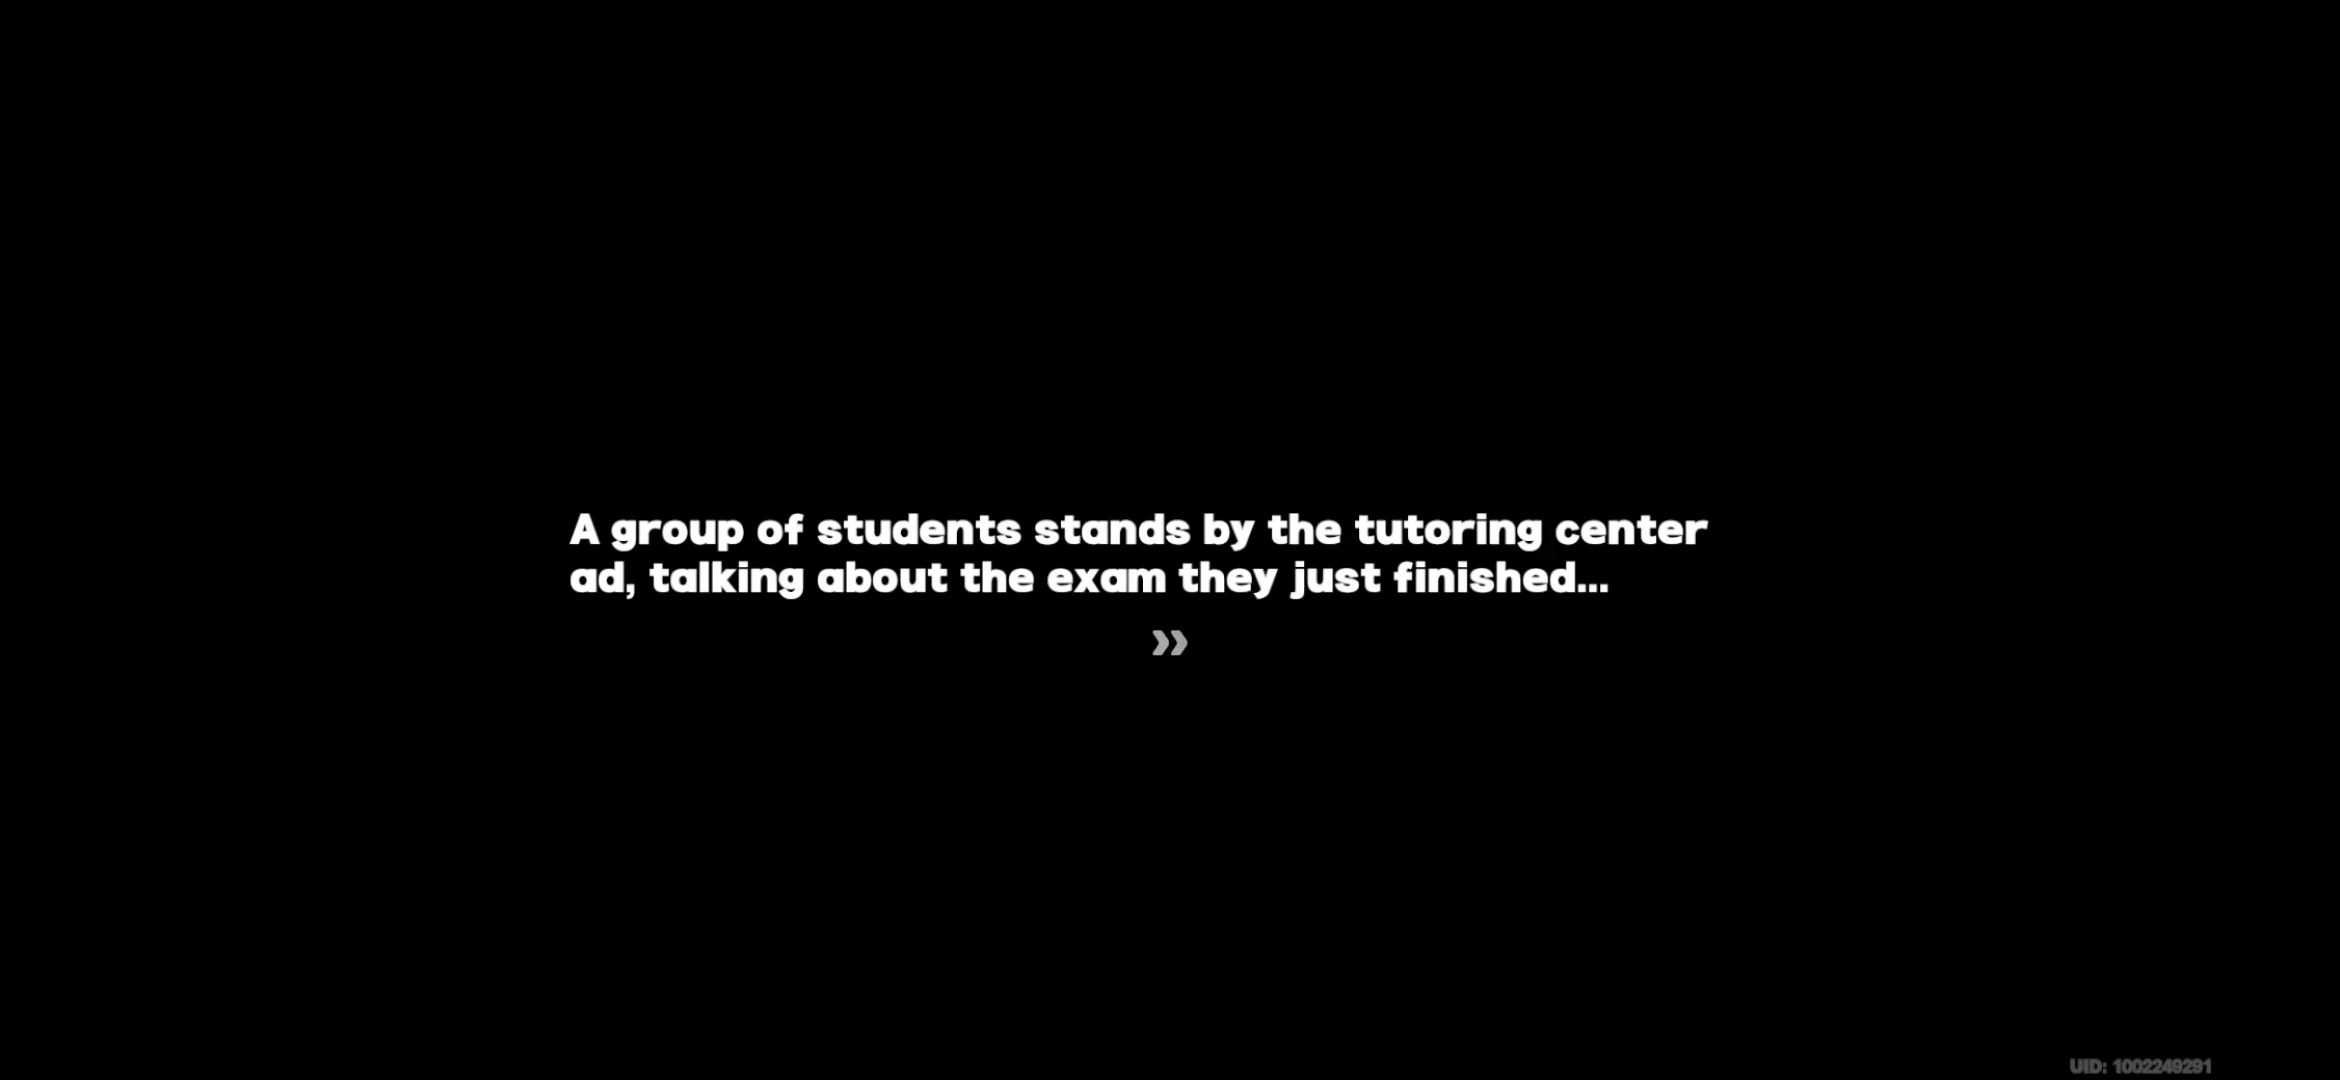 A group of students stands by the tutoring center
ad, talking about the exam they just finished...
UID: 1002249291